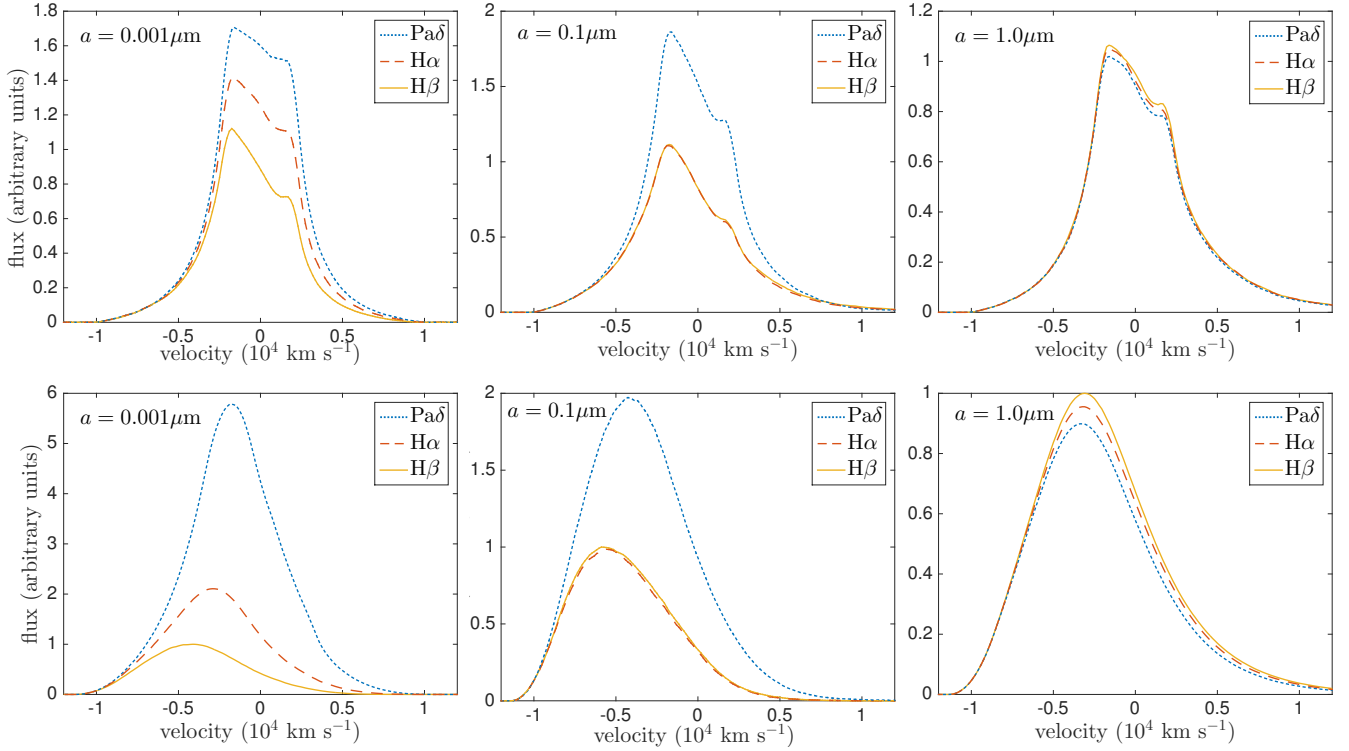 a = 0.001μm
Paδ
Hα
Hβ
flux (arbitrary units)
1.8
1.6
1.4
1.2
1
0.8
0.6
0.4
0.2
0
-1 -0.5 0 0.5 1
velocity (10⁴ km s⁻¹)
a = 0.1μm
Paδ
Hα
Hβ
2
1.5
1
0.5
0
-1 -0.5 0 0.5 1
velocity (10⁴ km s⁻¹)
a = 1.0μm
Paδ
Hα
Hβ
1.2
1
0.8
0.6
0.4
0.2
0
-1 -0.5 0 0.5 1
velocity (10⁴ km s⁻¹)
a = 0.001μm
Paδ
Hα
Hβ
flux (arbitrary units)
6
5
4
3
2
1
0
-1 -0.5 0 0.5 1
velocity (10⁴ km s⁻¹)
a = 0.1μm
Paδ
Hα
Hβ
2
1.5
1
0.5
0
-1 -0.5 0 0.5 1
velocity (10⁴ km s⁻¹)
a = 1.0μm
Paδ
Hα
Hβ
1
0.8
0.6
0.4
0.2
0
-1 -0.5 0 0.5 1
velocity (10⁴ km s⁻¹)